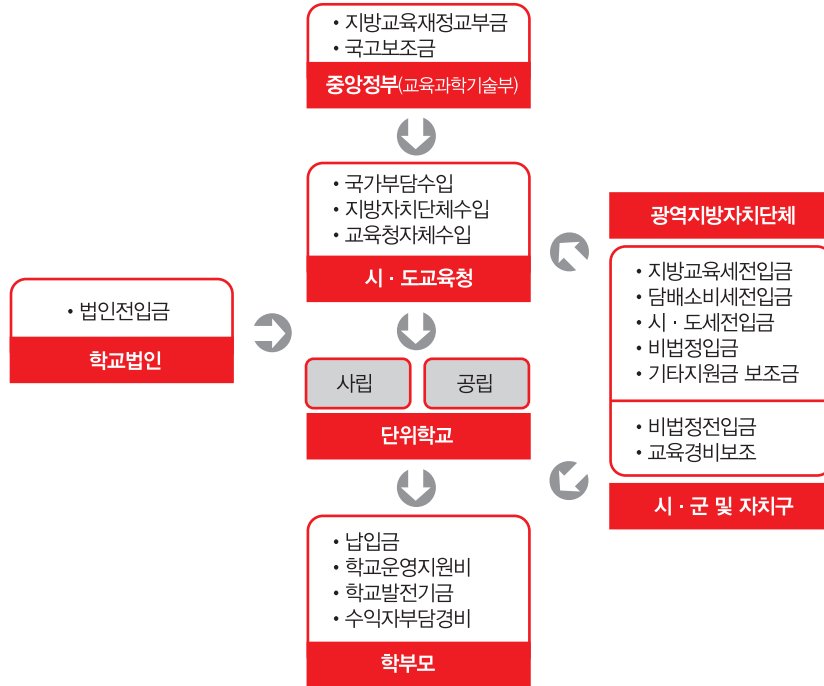 • 지방교육재정교부금
• 국고보조금
중앙정부(교육과학기술부)
• 국가부담수입
• 지방자치단체수입
• 교육청자체수입
시 · 도교육청
광역지방자치단체
• 지방교육세전입금
• 담배소비세전입금
• 시 · 도세전입금
• 비법정입금
• 기타지원금 보조금
• 비법정전입금
• 교육경비보조
시 · 군 및 자치구
• 법인전입금
학교법인
사립
공립
단위학교
• 납입금
• 학교운영지원비
• 학교발전기금
• 수익자부담경비
학부모